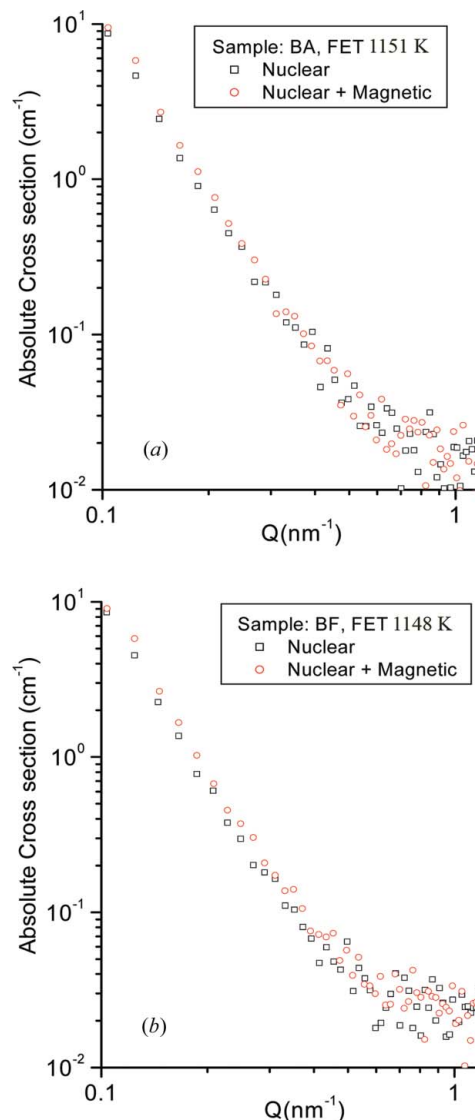 10¹
Sample: BA, FET 1151 K
Nuclear
Nuclear + Magnetic
10⁰
Absolute Cross section (cm⁻¹)
10⁻¹
(a)
10⁻²
0.1
1
Q(nm⁻¹)
10¹
Sample: BF, FET 1148 K
Nuclear
Nuclear + Magnetic
10⁰
Absolute Cross section (cm⁻¹)
10⁻¹
(b)
10⁻²
0.1
1
Q(nm⁻¹)